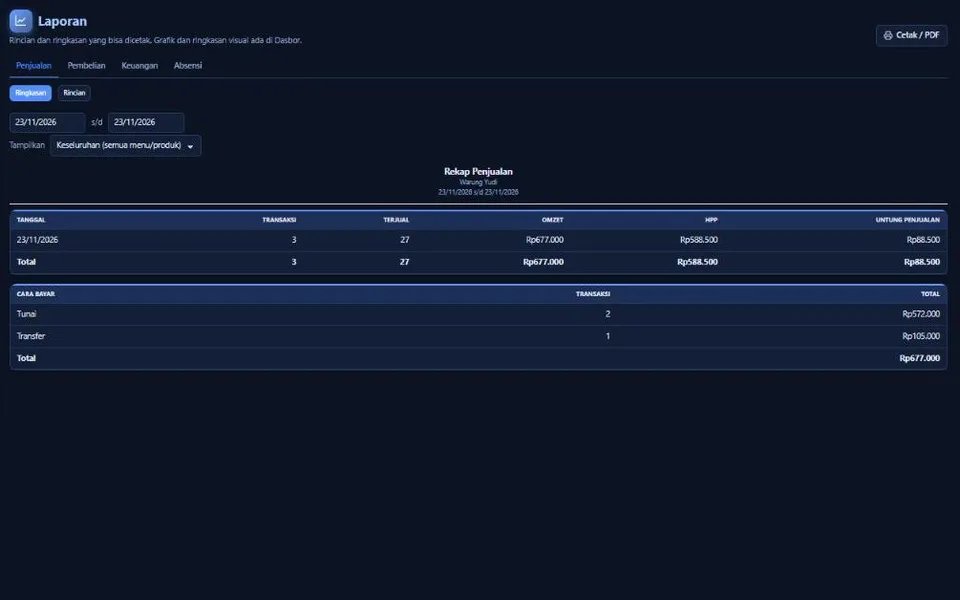 Laporan
Rincian dan ringkasan yang bisa dicetak. Grafik dan ringkasan visual ada di Dasbor.
Cetak / PDF
Penjualan Pembelian Keuangan Absensi
Ringkasan Rincian
23/11/2026 s/d 23/11/2026
Tampilkan Keseluruhan (semua menu/produk)
Rekap Penjualan
Warung Yudi
23/11/2026 s/d 23/11/2026
TANGGAL TRANSAKSI TERJUAL OMZET HPP UNTUNG PENJUALAN
23/11/2026 3 27 Rp677.000 Rp588.500 Rp88.500
Total 3 27 Rp677.000 Rp588.500 Rp88.500
CARA BAYAR TRANSAKSI TOTAL
Tunai 2 Rp572.000
Transfer 1 Rp105.000
Total Rp677.000